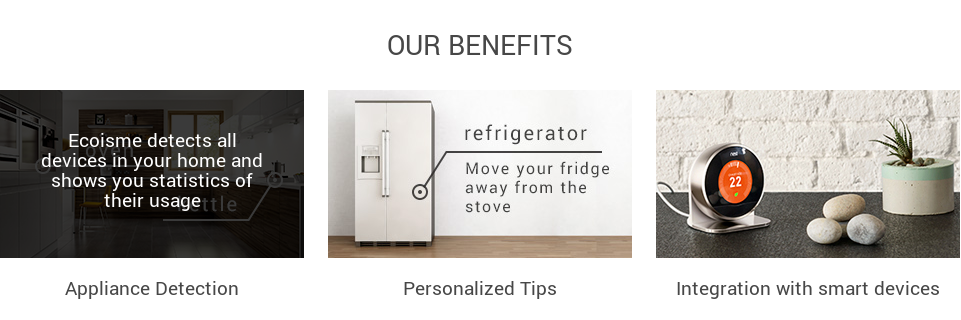 OUR BENEFITS
Ecoisme detects all
devices in your home and
shows you statistics of
their usage
refrigerator
Move your fridge
away from the
stove
nest
22
Appliance Detection
Personalized Tips
Integration with smart devices